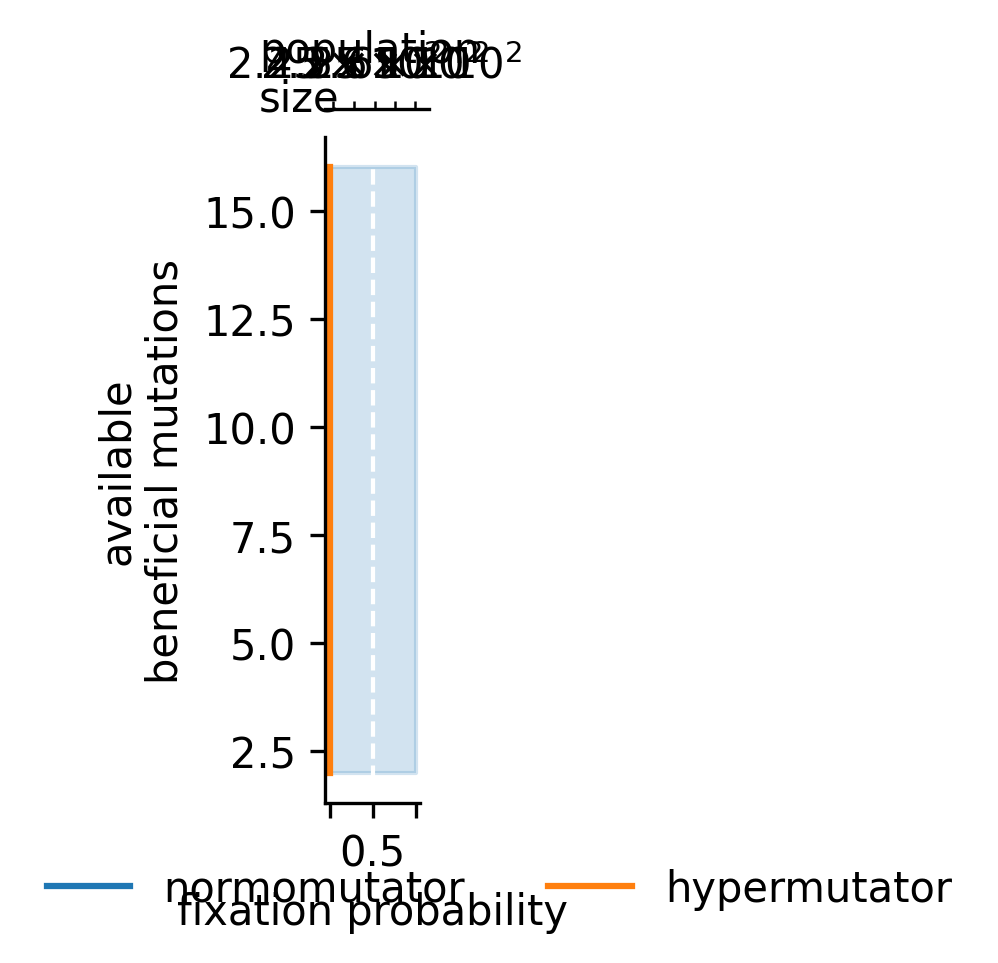 population
size
15.0
12.5
10.0
7.5
5.0
2.5
available
beneficial mutations
0.5
normomutator
hypermutator
fixation probability